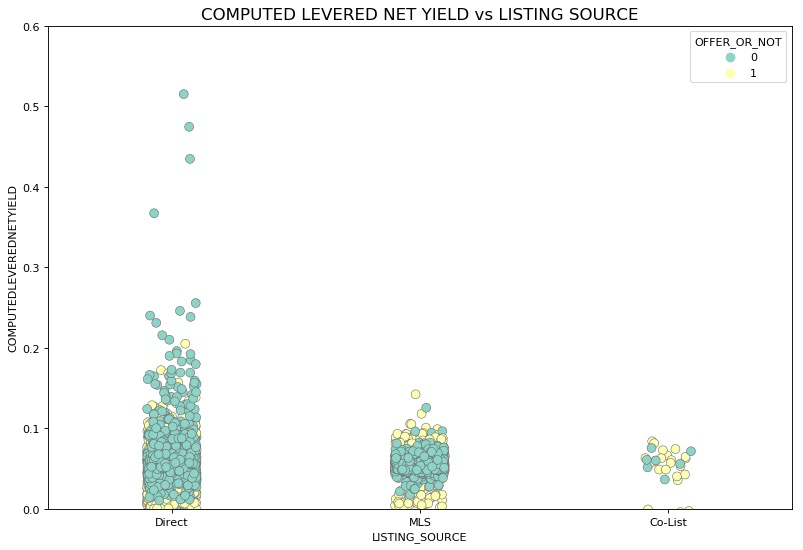 COMPUTED LEVERED NET YIELD vs LISTING SOURCE
OFFER_OR_NOT
0
1
0.6
0.5
0.4
0.3
0.2
0.1
0.0
COMPUTEDLEVEREDNETYIELD
Direct
MLS
Co-List
LISTING_SOURCE